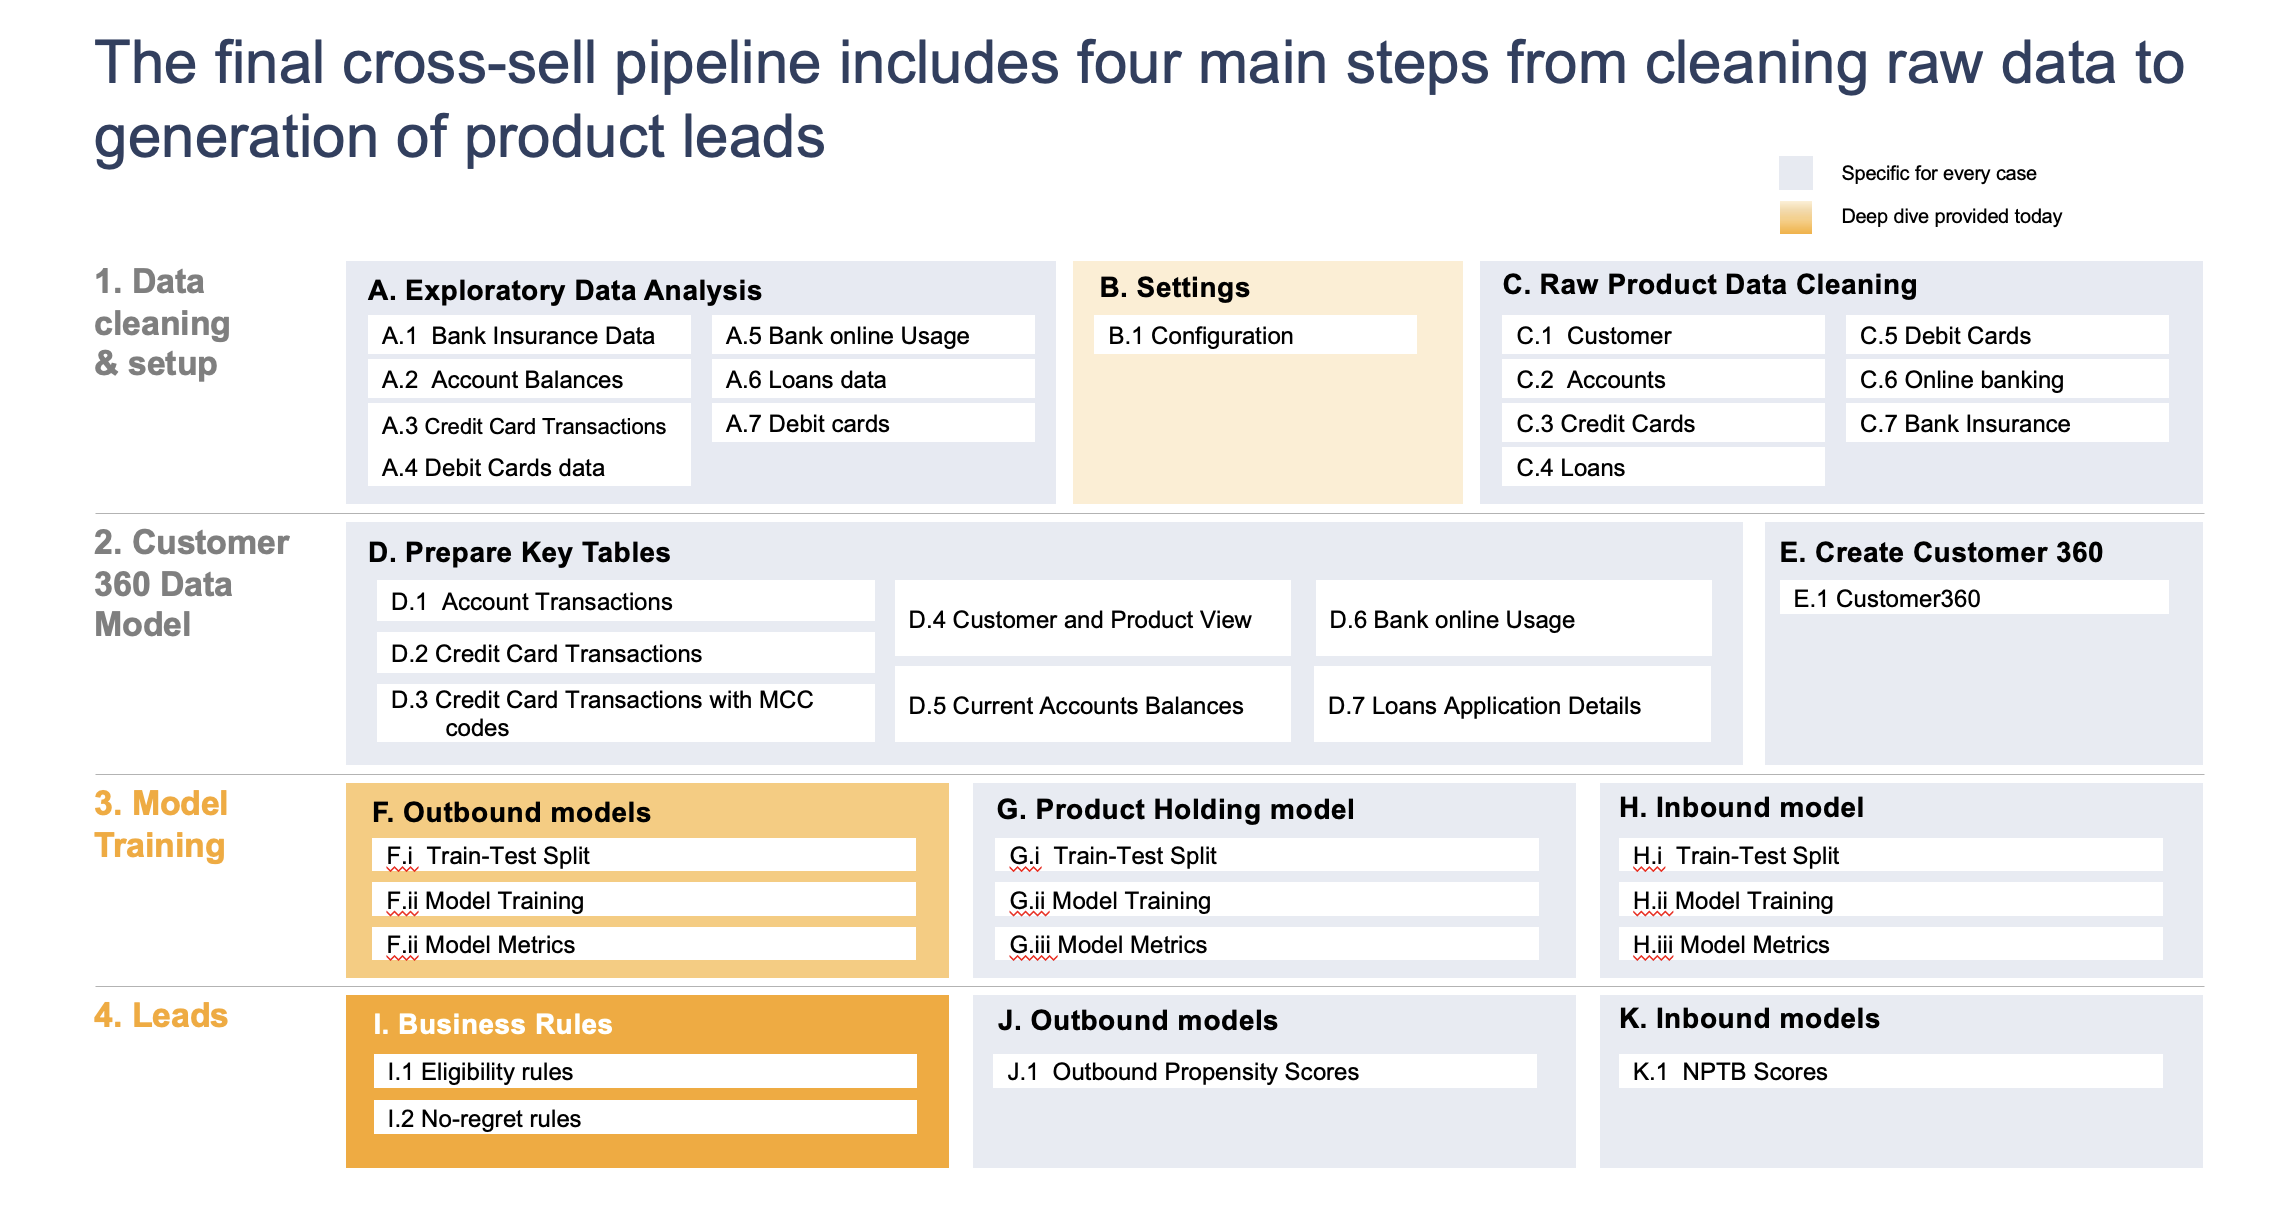 The final cross-sell pipeline includes four main steps from cleaning raw data to
generation of product leads
Specific for every case
Deep dive provided today
1. Data
cleaning
& setup
A. Exploratory Data Analysis
A.1 Bank Insurance Data
A.2 Account Balances
A.3 Credit Card Transactions
A.4 Debit Cards data
A.5 Bank online Usage
A.6 Loans data
A.7 Debit cards
B. Settings
B.1 Configuration
C. Raw Product Data Cleaning
C.1 Customer
C.2 Accounts
C.3 Credit Cards
C.4 Loans
C.5 Debit Cards
C.6 Online banking
C.7 Bank Insurance
2. Customer
360 Data
Model
D. Prepare Key Tables
D.1 Account Transactions
D.2 Credit Card Transactions
D.3 Credit Card Transactions with MCC
codes
D.4 Customer and Product View
D.5 Current Accounts Balances
D.6 Bank online Usage
D.7 Loans Application Details
E. Create Customer 360
E.1 Customer360
3. Model
Training
F. Outbound models
F.i Train-Test Split
F.ii Model Training
F.ii Model Metrics
G. Product Holding model
G.i Train-Test Split
G.ii Model Training
G.iii Model Metrics
H. Inbound model
H.i Train-Test Split
H.ii Model Training
H.iii Model Metrics
4. Leads
I. Business Rules
I.1 Eligibility rules
I.2 No-regret rules
J. Outbound models
J.1 Outbound Propensity Scores
K. Inbound models
K.1 NPTB Scores